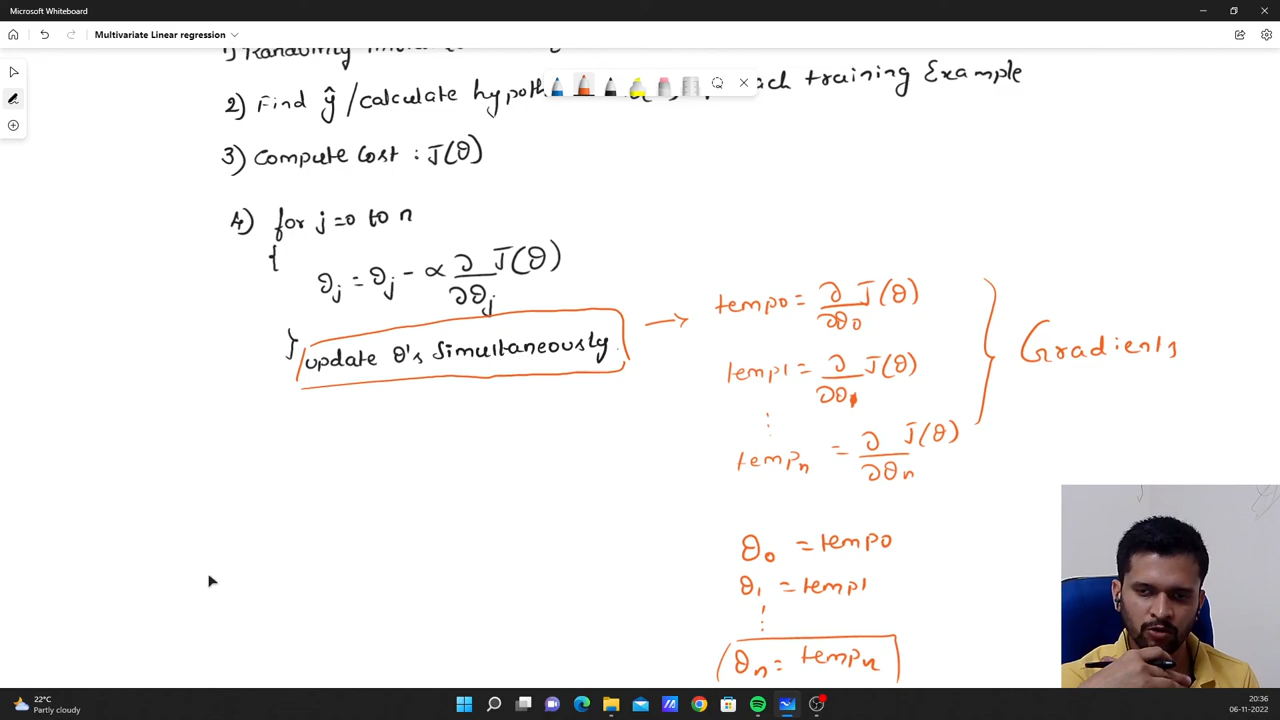 Microsoft Whiteboard
Multivariate Linear regression
1) Randomly
2) Find ŷ /calculate each training Example
3) Compute Cost : J(θ)
4) for j=0 to n
{
θj = θj - α ∂/∂θj J(θ)
}
update θ's simultaneously
temp0 = ∂/∂θ0 J(θ)
temp1 = ∂/∂θ1 J(θ)
⋮
tempn = ∂/∂θn J(θ)
Gradients
θ0 = temp0
θ1 = temp1
⋮
θn = tempn
22°C
Partly cloudy
20:36
06-11-2022